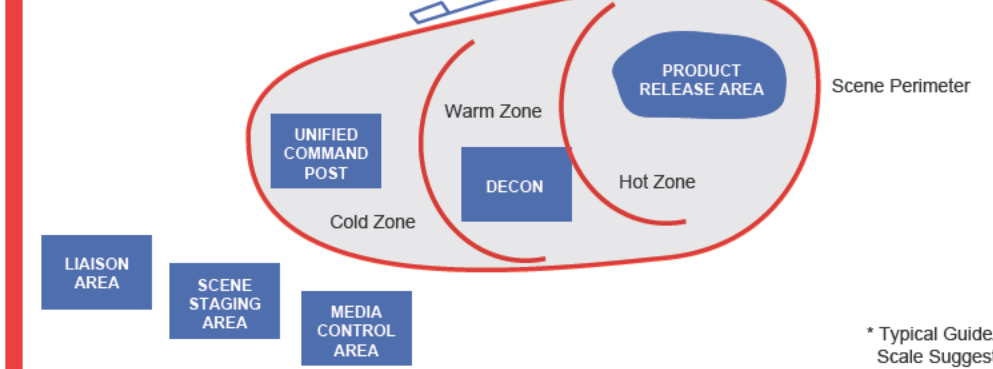 PRODUCT
RELEASE AREA
Scene Perimeter
Warm Zone
UNIFIED
COMMAND
POST
DECON
Hot Zone
Cold Zone
LIAISON
AREA
SCENE
STAGING
AREA
MEDIA
CONTROL
AREA
* Typical Guide
Scale Suggest